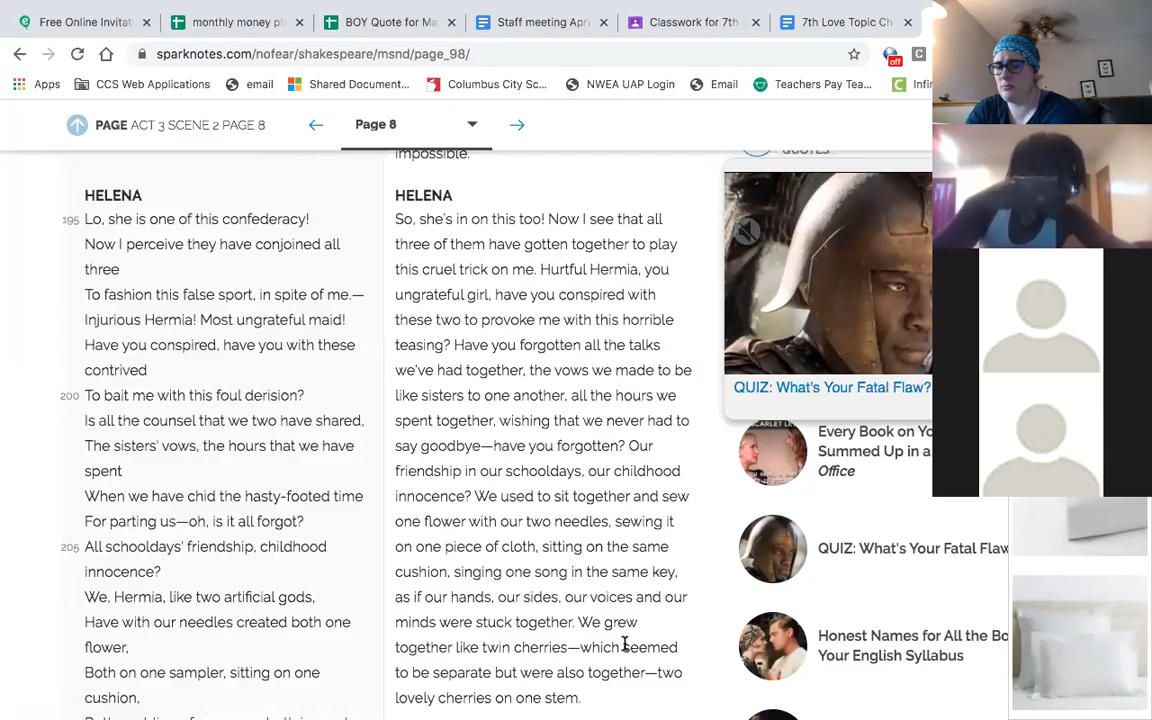 Free Online Invitat
monthly money pla
BOY Quote for Ma
Staff meeting Apri
Classwork for 7th
7th Love Topic Ch
sparknotes.com/nofear/shakespeare/msnd/page_98/
off
C
Apps
CCS Web Applications
email
Shared Document...
Columbus City Sc...
NWEA UAP Login
Email
Teachers Pay Tea...
Infin
PAGE ACT 3 SCENE 2 PAGE 8
Page 8
impossible.
QUOTES
HELENA
195 Lo, she is one of this confederacy!
Now I perceive they have conjoined all
three
To fashion this false sport, in spite of me.—
Injurious Hermia! Most ungrateful maid!
Have you conspired, have you with these
contrived
200 To bait me with this foul derision?
Is all the counsel that we two have shared,
The sisters' vows, the hours that we have
spent
When we have chid the hasty-footed time
For parting us—oh, is it all forgot?
205 All schooldays' friendship, childhood
innocence?
We, Hermia, like two artificial gods,
Have with our needles created both one
flower,
Both on one sampler, sitting on one
cushion,
HELENA
So, she's in on this too! Now I see that all
three of them have gotten together to play
this cruel trick on me. Hurtful Hermia, you
ungrateful girl, have you conspired with
these two to provoke me with this horrible
teasing? Have you forgotten all the talks
we've had together, the vows we made to be
like sisters to one another, all the hours we
spent together, wishing that we never had to
say goodbye—have you forgotten? Our
friendship in our schooldays, our childhood
innocence? We used to sit together and sew
one flower with our two needles, sewing it
on one piece of cloth, sitting on the same
cushion, singing one song in the same key,
as if our hands, our sides, our voices and our
minds were stuck together. We grew
together like twin cherries—which seemed
to be separate but were also together—two
lovely cherries on one stem.
QUIZ: What's Your Fatal Flaw?
Every Book on Yo
Summed Up in a
Office
QUIZ: What's Your Fatal Flaw
Honest Names for All the Bo
Your English Syllabus